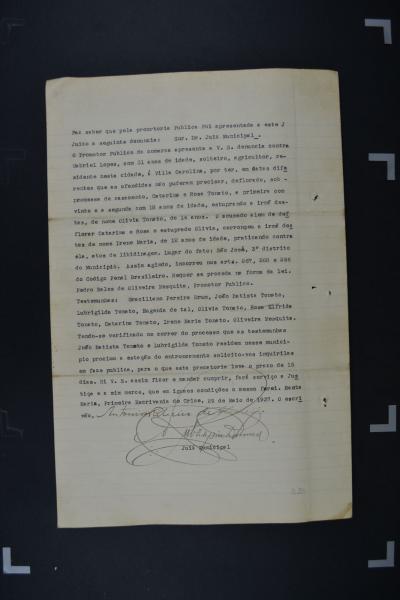 Faz saber que pela promotoria Publica foi apresentada a este J
Juizo a seguinte denuncia: Snr. Dr. Juiz Municipal.
O Promotor Publico da comarca apresenta a V. S. denuncia contra
Gabriel Lopes, com 31 anos de idade, solteiro, agricultor, re-
sidente nesta cidade, á Villa Carolina, por ter, em datas dife
rentes que as ofendidas não puderam precisar, deflorado, sob
promessa de casamento, Catarina e Rosa Tonato, a primeira com
vinte e a segunda com 18 anos de idade, estuprando a irmã des-
tas, de nome Olivia Tonato, de 14 anos. O acusado alem de de
florar Catarina e Rosa e estuprado Olivia, corrompeu a irmã des
tas de nome Irene Maria, de 12 anos de idade, praticando contra
ela, atos de libidinagem. Lugar do fato: São José, 3º distrito
do Municipio. Assim agindo, incorreu nos arts. 267, 268 e 266
do Codigo Penal Brasileiro. Requer se proceda na forma da lei.
Pedro Sales de Oliveira Mesquita, Promotor Publico.
Testemunhas: Graciliana Pereira Brum, João Batista Tonato,
Lubrigilda Tonato, Magenda de tal, Olivia Tonato, Rosa Elfrida
Tonato, Catarina Tonato, Irene Maria Tonato. Oliveira Mesquita.
Tendo-se verificado no correr do processo que as testemunhas
João Batista Tonato e Lubrigilda Tonato residem nesse munici-
pio proximo a estação do entroncamento solicito-vos inquirilas
em fase publica, para o que este precatoria leva o prazo de 15
dias. Si V. S. assim fizer e mandar cumprir, fará serviço a Jus
tiça e a mim mercê, que em iguaes condições o mesmo farei. Santa
Maria, Primeira Escrivania do Crime, 22 de Maio de 1937. O escri
vão,
Juiz Municipal